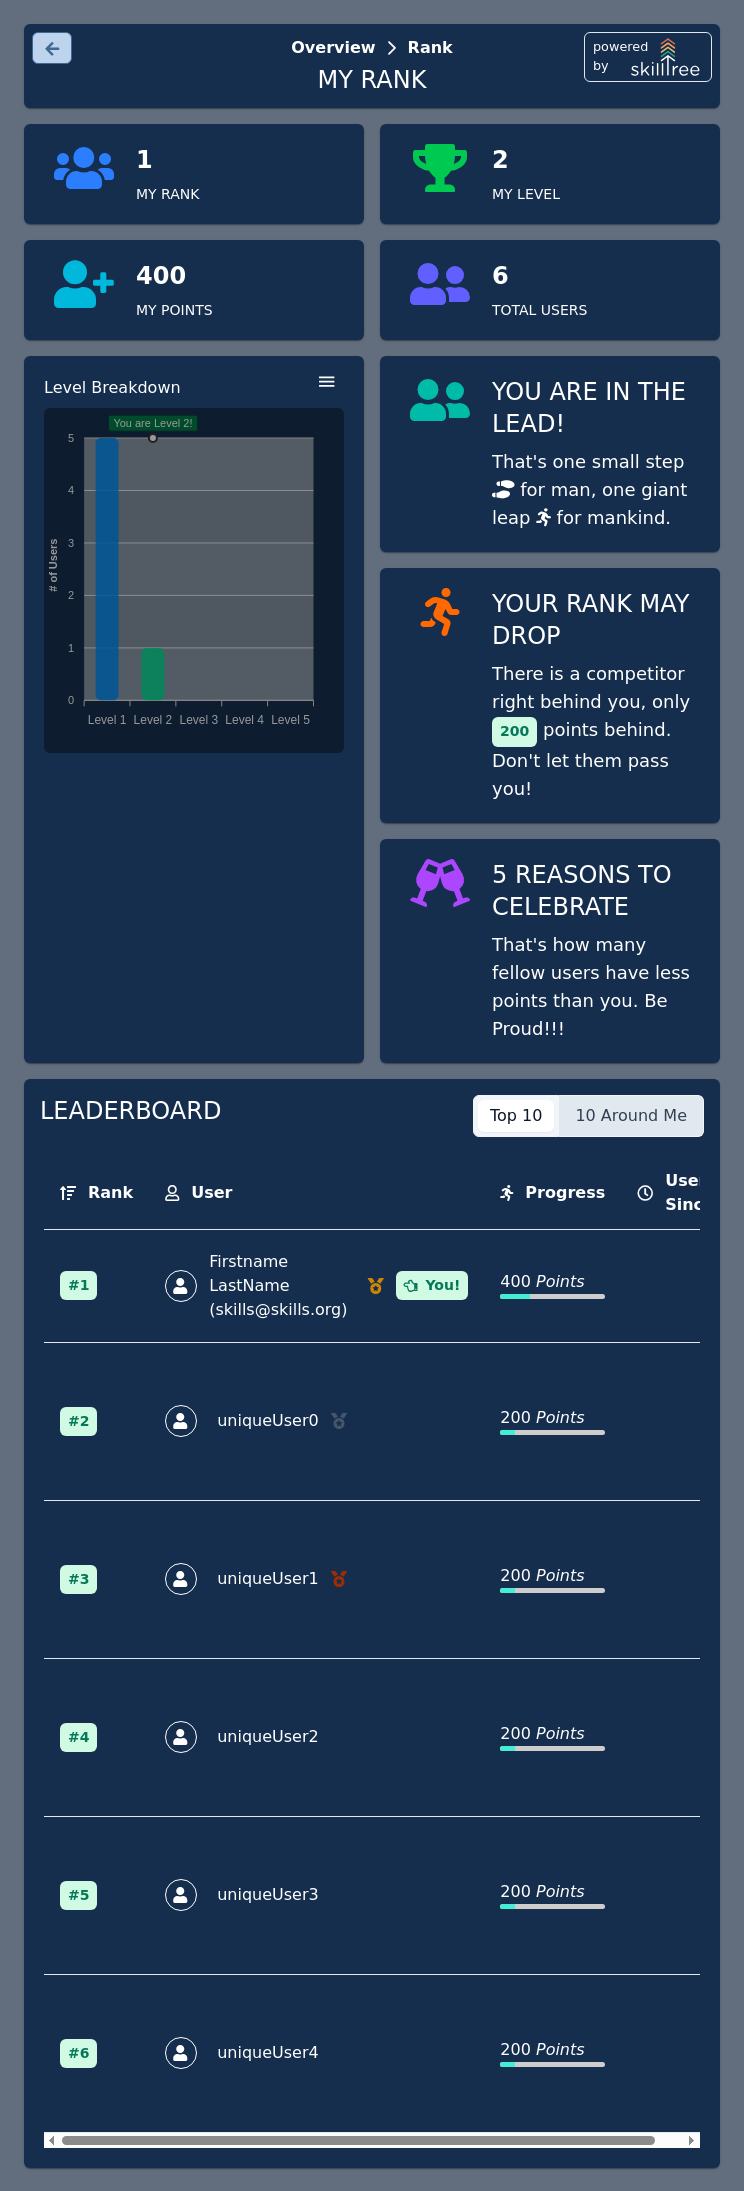 Overview > Rank
MY RANK
powered
by
skilltree
1
MY RANK
2
MY LEVEL
400
MY POINTS
6
TOTAL USERS
Level Breakdown
You are Level 2!
5
4
3
2
1
0
# of Users
Level 1 Level 2 Level 3 Level 4 Level 5
YOU ARE IN THE
LEAD!
That's one small step
for man, one giant
leap for mankind.
YOUR RANK MAY
DROP
There is a competitor
right behind you, only
200 points behind.
Don't let them pass
you!
5 REASONS TO
CELEBRATE
That's how many
fellow users have less
points than you. Be
Proud!!!
LEADERBOARD
Top 10 10 Around Me
Rank User Progress
Use
Sinc
#1
Firstname
LastName
(skills@skills.org)
You!
400 Points
#2 uniqueUser0 200 Points
#3 uniqueUser1 200 Points
#4 uniqueUser2 200 Points
#5 uniqueUser3 200 Points
#6 uniqueUser4 200 Points